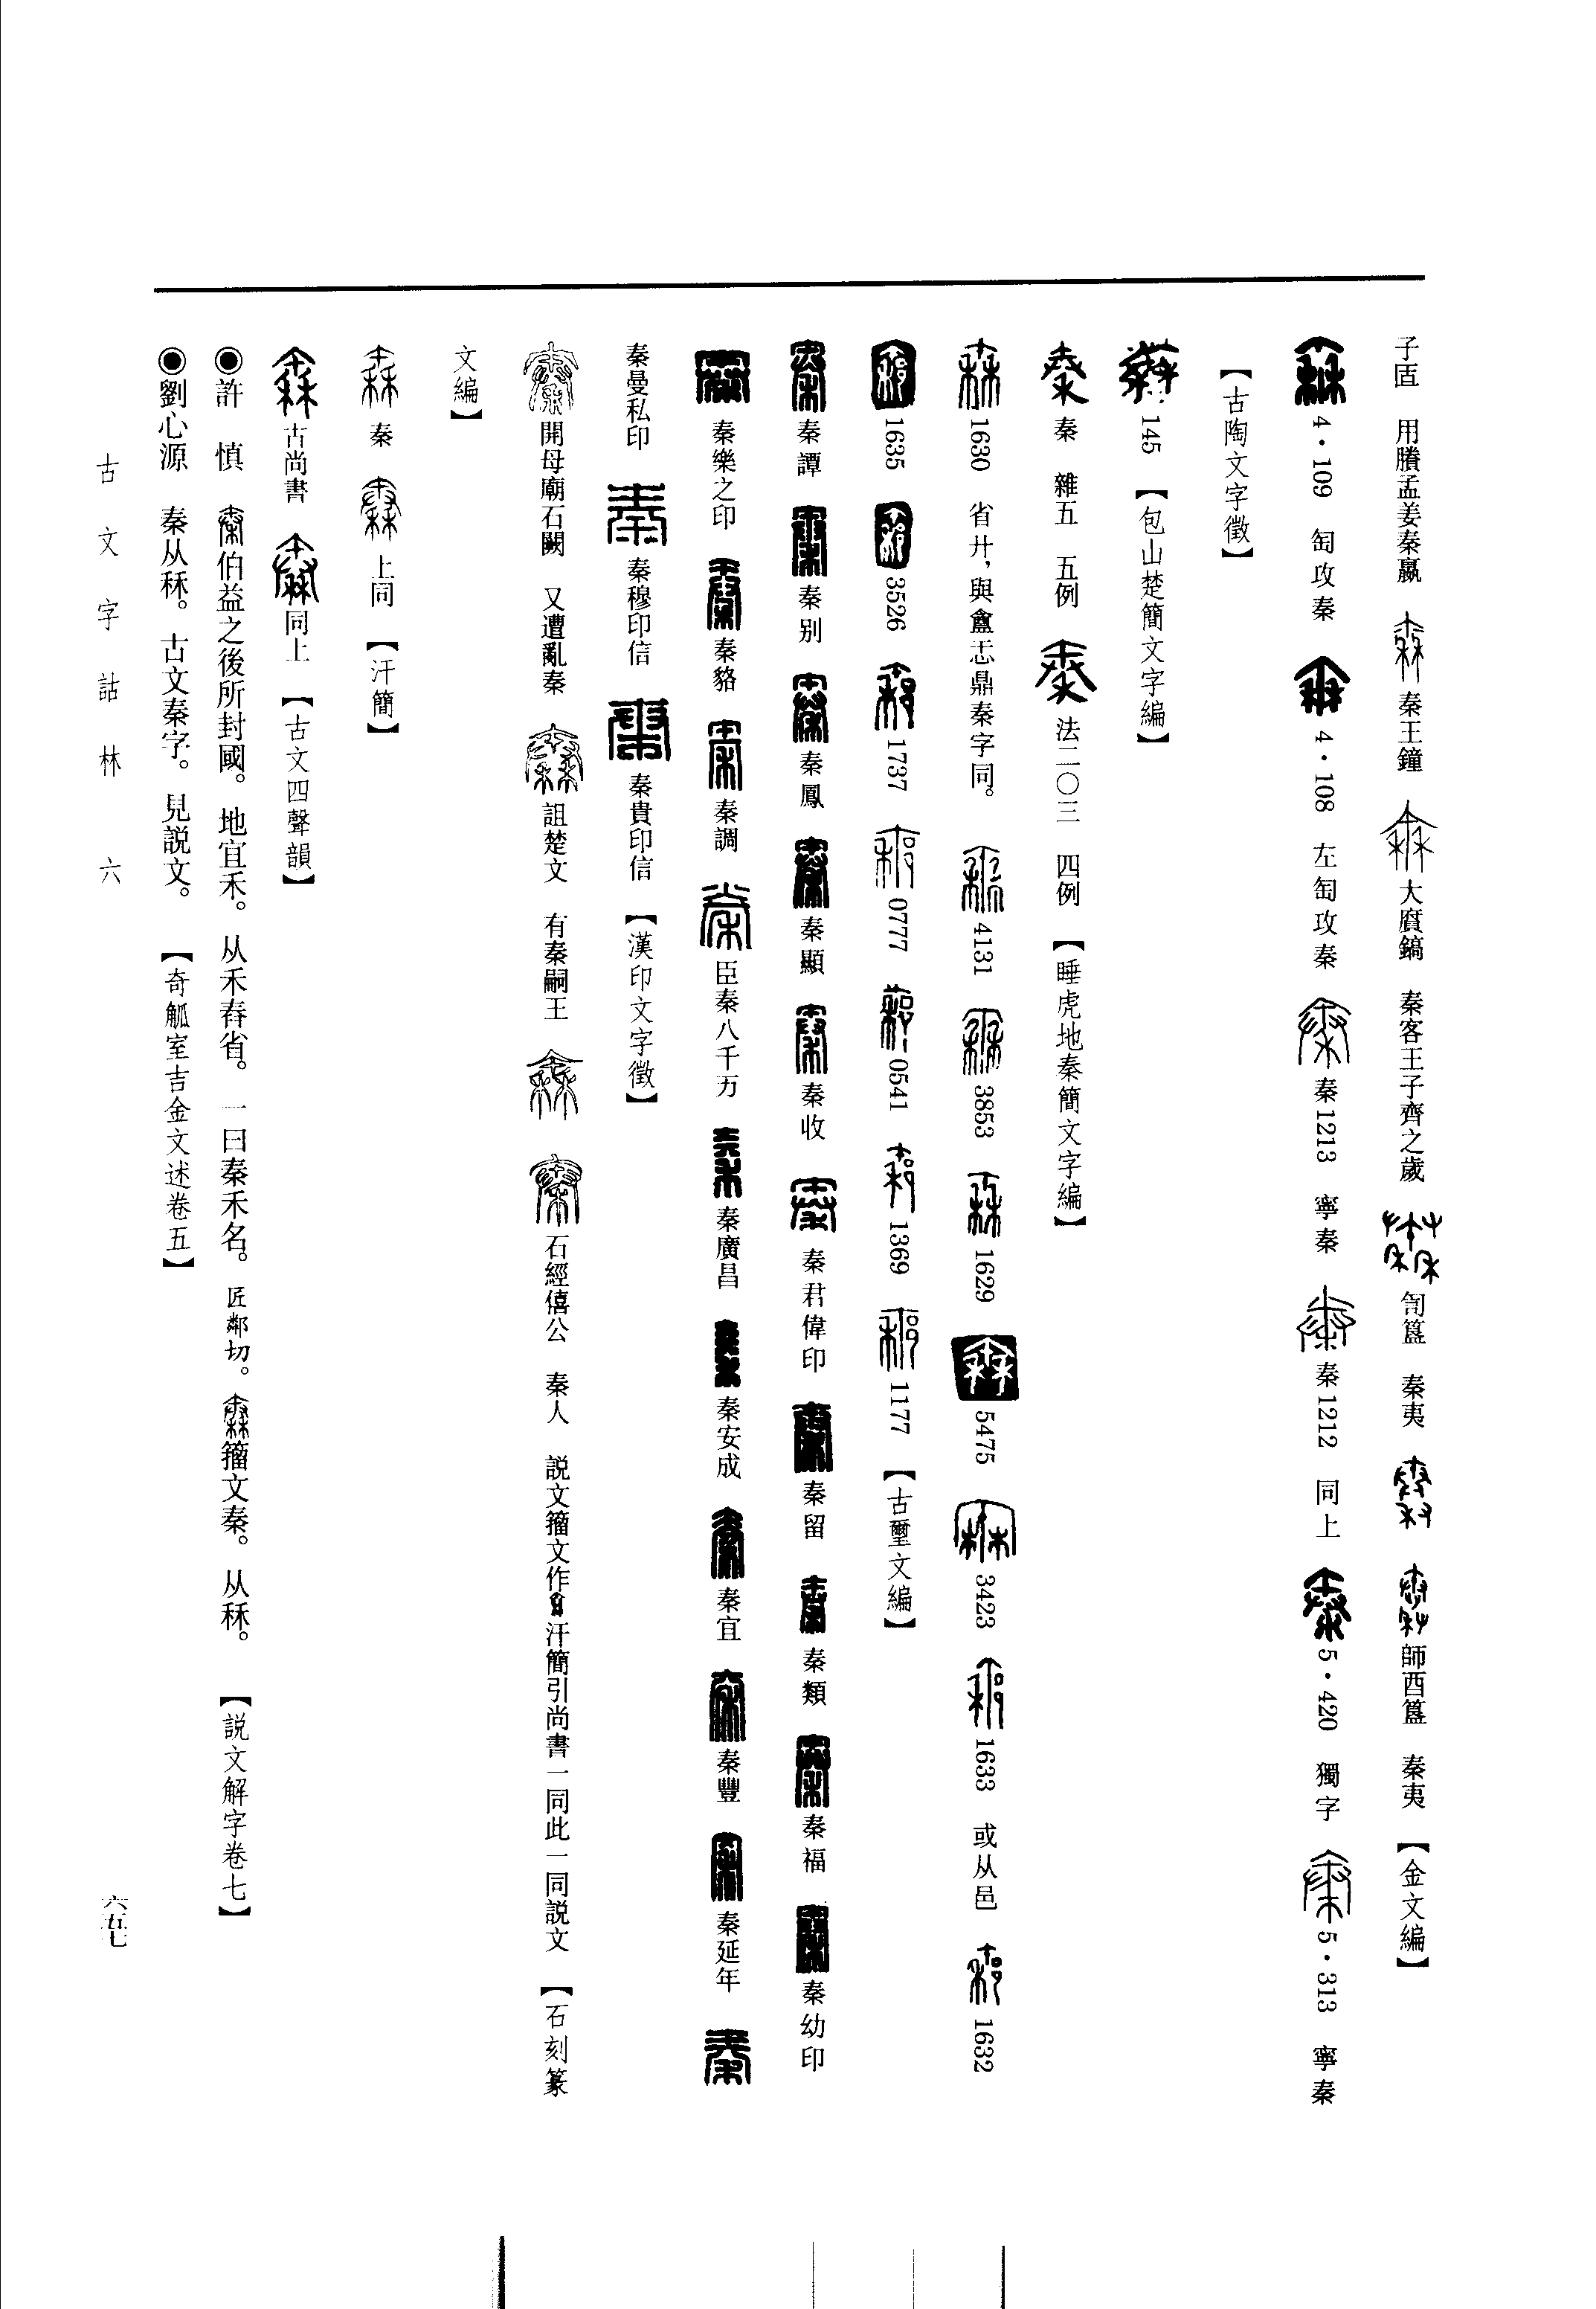 子匜　用賸孟姜秦嬴　秦王鐘　大𢊾鎬　秦客王子齊之歲　訇簋　秦夷　師酉簋　秦夷　【金文編】
4·109　匋攻秦　4·108　左匋攻秦　秦1213　寧秦　秦1212　同上　5·420　獨字　5·313　寧秦
【古陶文字徵】
145　【包山楚簡文字編】
秦　雜五　五例　法二〇三　四例　【睡虎地秦簡文字編】
1630　省廾，與鼎秦字同。　4131　3853　1629　5475　3423　1633　或从邑　1632
1635　3526　1737　0777　0541　1369　1177　【古璽文編】
秦譚　秦別　秦鳳　秦顯　秦收　秦君偉印　秦留　秦類　秦福　秦幼印
秦樂之印　秦貉　秦調　臣秦八千万　秦廣昌　秦安成　秦宜　秦豐　秦延年
秦曼私印　秦穆印信　秦貴印信　【漢印文字徵】
開母廟石闕　又遭亂秦　詛楚文　有秦嗣王　石經僖公　秦人　説文籀文作　汗簡引尚書一同此一同説文　【石刻篆
文編】
秦　上同　【汗簡】
古尚書　同上　【古文四聲韻】
◉許　慎　伯益之後所封國。地宜禾。从禾舂省。一曰秦禾名。匠鄰切。籀文秦。从秝。　【説文解字卷七】
◉劉心源　秦从秝。古文秦字。見説文。　【奇觚室吉金文述卷五】
古文字詁林　六
六五七